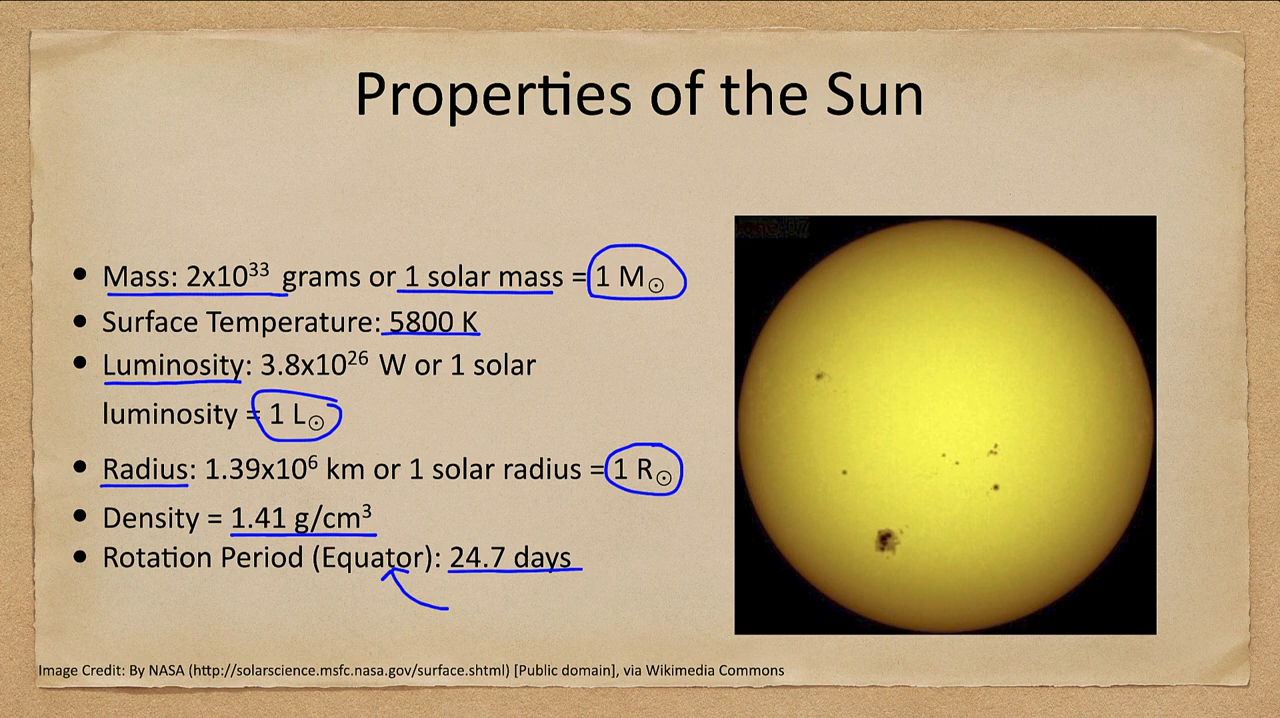 Properties of the Sun
• Mass: 2x10³³ grams or 1 solar mass = 1 M☉
• Surface Temperature: 5800 K
• Luminosity: 3.8x10²⁶ W or 1 solar
luminosity = 1 L☉
• Radius: 1.39x10⁶ km or 1 solar radius = 1 R☉
• Density = 1.41 g/cm³
• Rotation Period (Equator): 24.7 days
Image Credit: By NASA (http://solarscience.msfc.nasa.gov/surface.shtml) [Public domain], via Wikimedia Commons